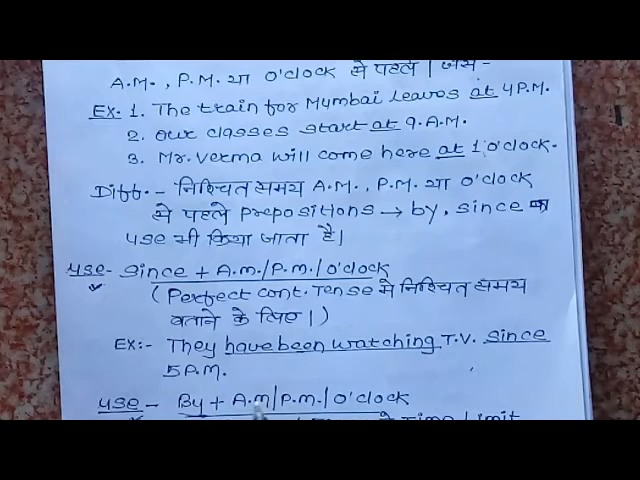 A.M., P.M. या O'clock से पहले। जैसे -
Ex: 1. The train for Mumbai leaves at 4 P.M.
2. Our classes start at 9. A.M.
3. Mr. Verma will come here at 1 O'clock.
Diff. - निश्चित समय A.M., P.M. या O'clock
से पहले prepositions → by, since का
use भी किया जाता है।
use - since + A.M./P.M./O'clock
(Perfect Cont. Tense मे निश्चित समय
बताने के लिए।)
Ex:- They have been watching T.V. since
5 P.M.
use - By + A.M/P.M./O'clock
मे Time Limit